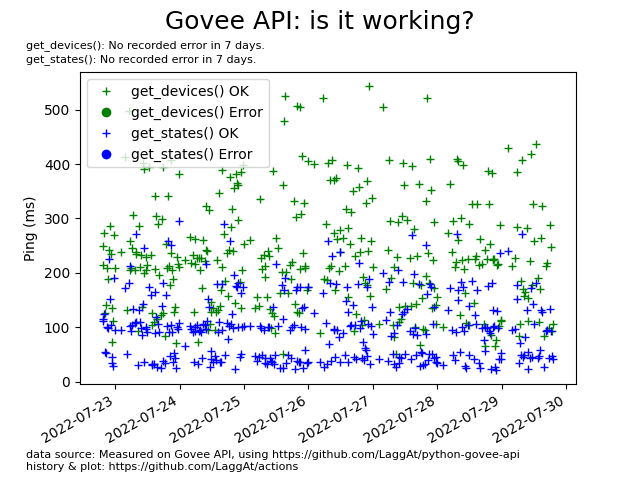 Govee API: is it working?
get_devices(): No recorded error in 7 days.
get_states(): No recorded error in 7 days.
get_devices() OK
get_devices() Error
get_states() OK
get_states() Error
Ping (ms)
500
400
300
200
100
0
2022-07-23
2022-07-24
2022-07-25
2022-07-26
2022-07-27
2022-07-28
2022-07-29
2022-07-30
data source: Measured on Govee API, using https://github.com/LaggAt/python-govee-api
history & plot: https://github.com/LaggAt/actions